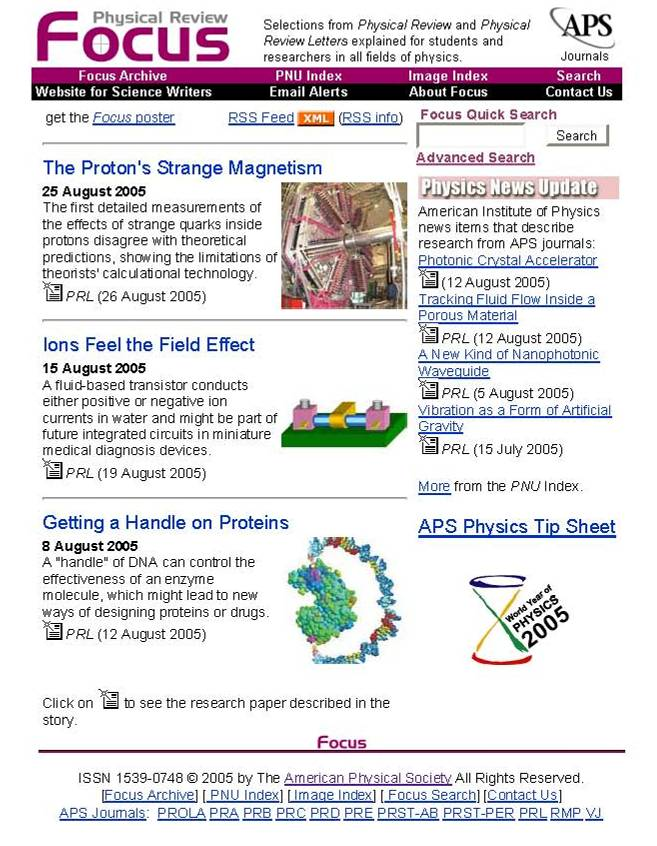 Physical Review
Focus
Selections from Physical Review and Physical
Review Letters explained for students and
researchers in all fields of physics.
APS
Journals
Focus Archive PNU Index Image Index Search
Website for Science Writers Email Alerts About Focus Contact Us
get the Focus poster RSS Feed XML (RSS info)
The Proton's Strange Magnetism
25 August 2005
The first detailed measurements of
the effects of strange quarks inside
protons disagree with theoretical
predictions, showing the limitations of
theorists' calculational technology.
PRL (26 August 2005)
Ions Feel the Field Effect
15 August 2005
A fluid-based transistor conducts
either positive or negative ion
currents in water and might be part of
future integrated circuits in miniature
medical diagnosis devices.
PRL (19 August 2005)
Getting a Handle on Proteins
8 August 2005
A "handle" of DNA can control the
effectiveness of an enzyme
molecule, which might lead to new
ways of designing proteins or drugs.
PRL (12 August 2005)
Click on to see the research paper described in the
story.
Focus Quick Search
Search
Advanced Search
Physics News Update
American Institute of Physics
news items that describe
research from APS journals:
Photonic Crystal Accelerator
(12 August 2005)
Tracking Fluid Flow Inside a
Porous Material
PRL (12 August 2005)
A New Kind of Nanophotonic
Waveguide
PRL (5 August 2005)
Vibration as a Form of Artificial
Gravity
PRL (15 July 2005)
More from the PNU Index.
APS Physics Tip Sheet
World Year of
PHYSICS
2005
Focus
ISSN 1539-0748 © 2005 by The American Physical Society All Rights Reserved.
[Focus Archive] [ PNU Index] [ Image Index] [ Focus Search] [Contact Us]
APS Journals: PROLA PRA PRB PRC PRD PRE PRST-AB PRST-PER PRL RMP VJ